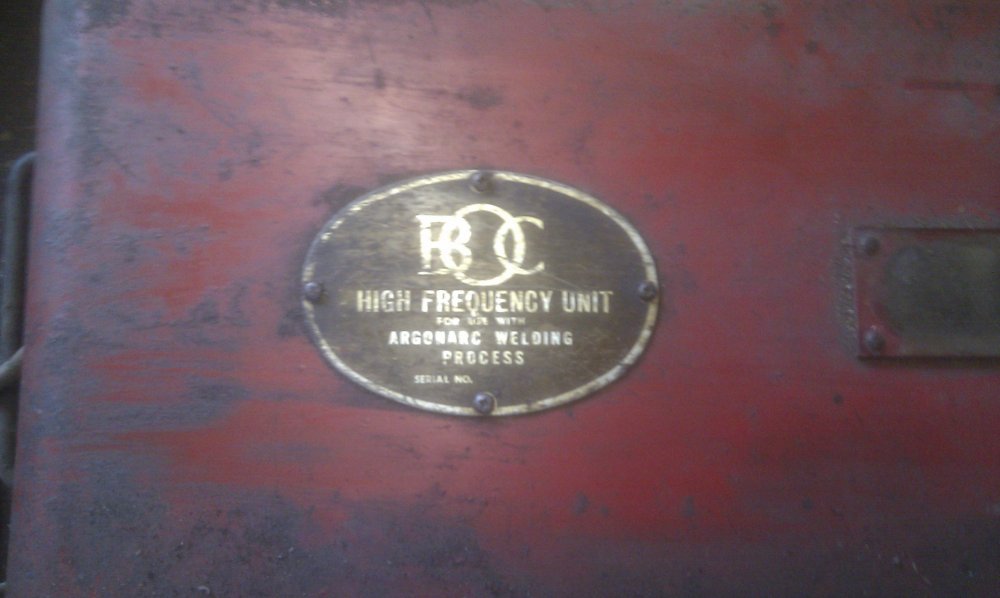 BOC
HIGH FREQUENCY UNIT
FOR USE WITH
ARGONARC WELDING
PROCESS
SERIAL NO.